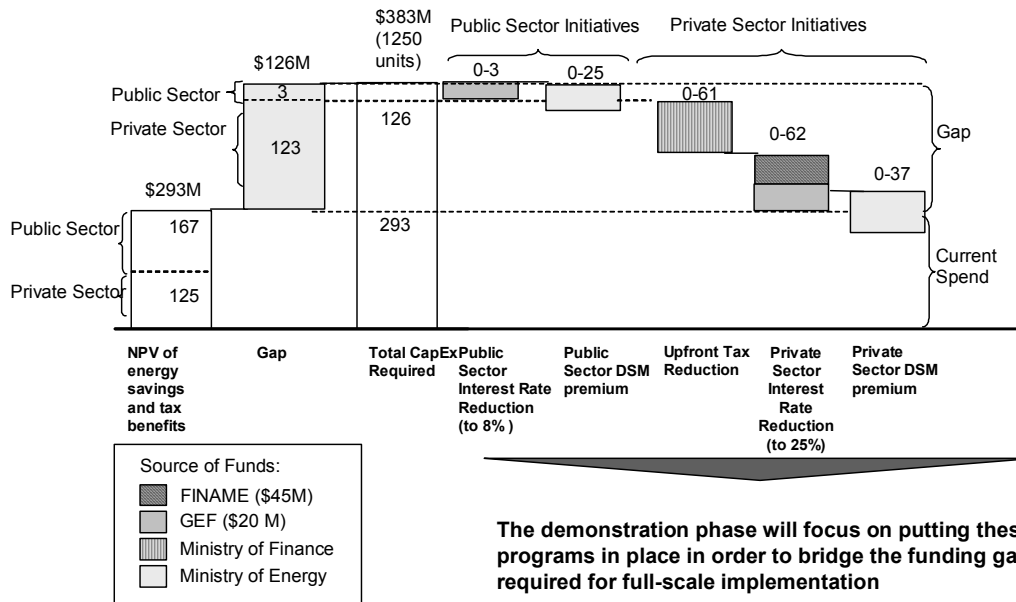 $383M
(1250
units)
Public Sector Initiatives
Private Sector Initiatives
$126M
0-3
0-25
Public Sector
3
0-61
Private Sector
126
0-62
Gap
123
0-37
$293M
Public Sector
167
293
Current
Spend
Private Sector
125
NPV of
energy
savings
and tax
benefits
Gap
Total CapEx
Required
Public
Sector
Interest Rate
Reduction
(to 8% )
Public
Sector DSM
premium
Upfront Tax
Reduction
Private
Sector
Interest
Rate
Reduction
(to 25%)
Private
Sector DSM
premium
Source of Funds:
FINAME ($45M)
GEF ($20 M)
Ministry of Finance
Ministry of Energy
The demonstration phase will focus on putting thes
programs in place in order to bridge the funding ga
required for full-scale implementation